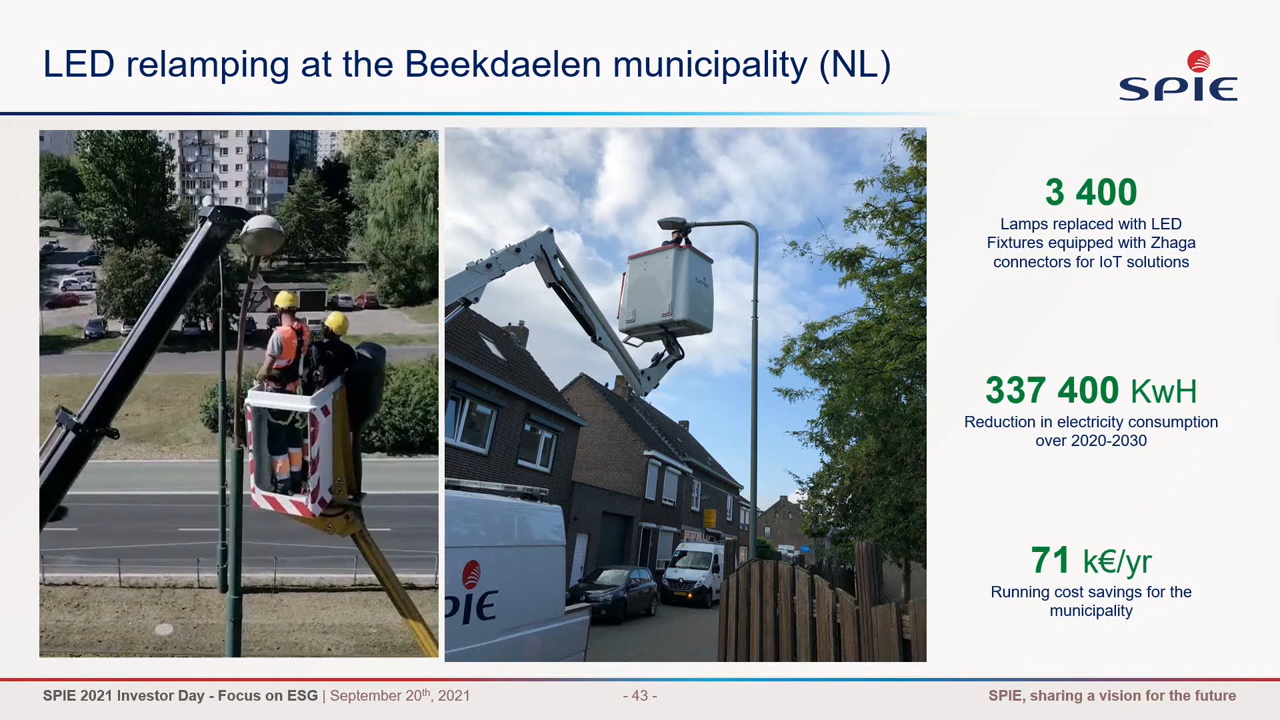 LED relamping at the Beekdaelen municipality (NL)
SPIE
3 400
Lamps replaced with LED
Fixtures equipped with Zhaga
connectors for IoT solutions
SPIE
337 400 KwH
Reduction in electricity consumption
over 2020-2030
71 k€/yr
Running cost savings for the
municipality
PIE
SPIE 2021 Investor Day - Focus on ESG | September 20th, 2021
- 43 -
SPIE, sharing a vision for the future